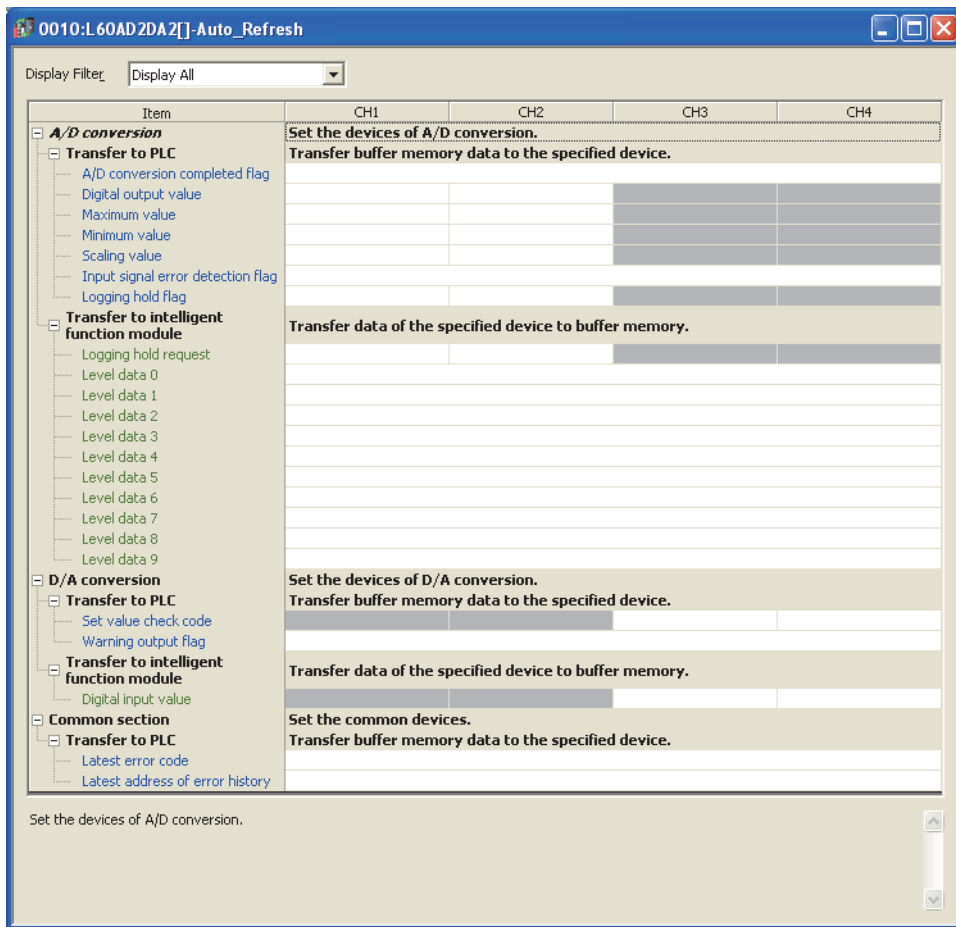 0010:L60AD2DA2[]-Auto_Refresh
Display Filter Display All
Item CH1 CH2 CH3 CH4
A/D conversion Set the devices of A/D conversion.
Transfer to PLC Transfer buffer memory data to the specified device.
A/D conversion completed flag
Digital output value
Maximum value
Minimum value
Scaling value
Input signal error detection flag
Logging hold flag
Transfer to intelligent
function module Transfer data of the specified device to buffer memory.
Logging hold request
Level data 0
Level data 1
Level data 2
Level data 3
Level data 4
Level data 5
Level data 6
Level data 7
Level data 8
Level data 9
D/A conversion Set the devices of D/A conversion.
Transfer to PLC Transfer buffer memory data to the specified device.
Set value check code
Warning output flag
Transfer to intelligent
function module Transfer data of the specified device to buffer memory.
Digital input value
Common section Set the common devices.
Transfer to PLC Transfer buffer memory data to the specified device.
Latest error code
Latest address of error history
Set the devices of A/D conversion.